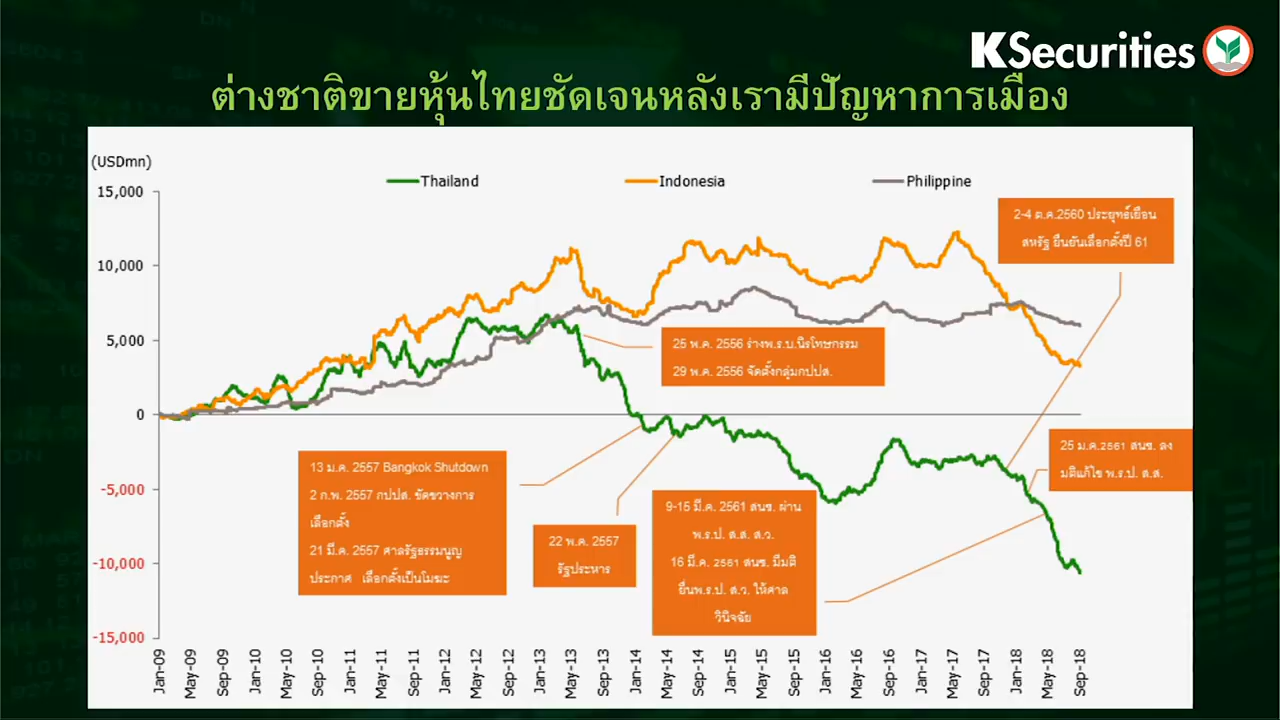 KSecurities
ต่างชาติขายหุ้นไทยชัดเจนหลังเรามีปัญหาการเมือง
(USDmn)
Thailand
Indonesia
Philippine
15,000
10,000
5,000
0
-5,000
-10,000
-15,000
2-4 ต.ค.2560 ประยุทธ์เยือน
สหรัฐ ยืนยันเลือกตั้งปี 61
25 พ.ค. 2556 ร่างพ.ร.บ.นิรโทษกรรม
29 พ.ค. 2556 จัดตั้งกลุ่มกปปส.
25 ม.ค.2561 สนช. ลง
มติแก้ไข พ.ร.ป. ส.ส.
13 ม.ค. 2557 Bangkok Shutdown
2 ก.พ. 2557 กปปส. ขัดขวางการ
เลือกตั้ง
21 มี.ค. 2557 ศาลรัฐธรรมนูญ
ประกาศ เลือกตั้งเป็นโมฆะ
22 พ.ค. 2557
รัฐประหาร
9-15 มี.ค. 2561 สนช. ผ่าน
พ.ร.ป. ส.ส. ส.ว.
16 มี.ค. 2561 สนช. มีมติ
ยื่นพ.ร.ป. ส.ว. ให้ศาล
วินิจฉัย
Jan-09
May-09
Sep-09
Jan-10
May-10
Sep-10
Jan-11
May-11
Sep-11
Jan-12
May-12
Sep-12
Jan-13
May-13
Sep-13
Jan-14
May-14
Sep-14
Jan-15
May-15
Sep-15
Jan-16
May-16
Sep-16
Jan-17
May-17
Sep-17
Jan-18
May-18
Sep-18